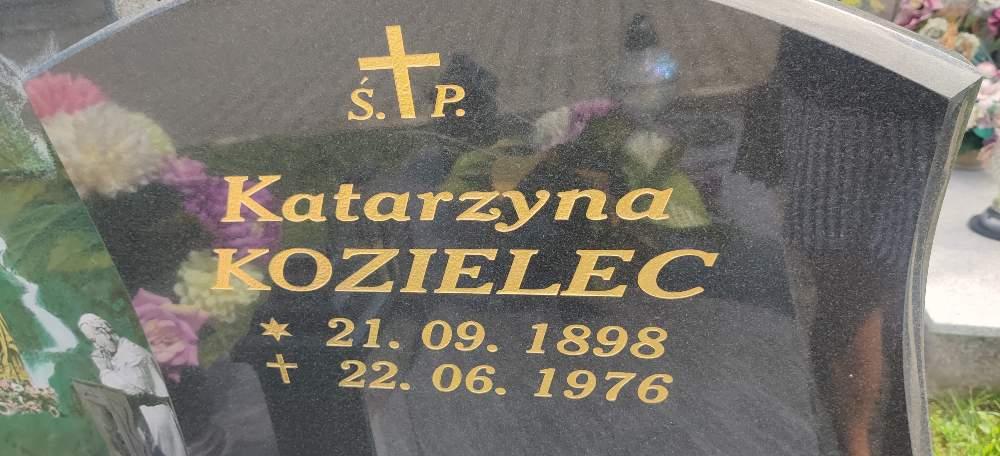 Ś. P.
Katarzyna
KOZIELEC
* 21. 09. 1898
† 22. 06. 1976